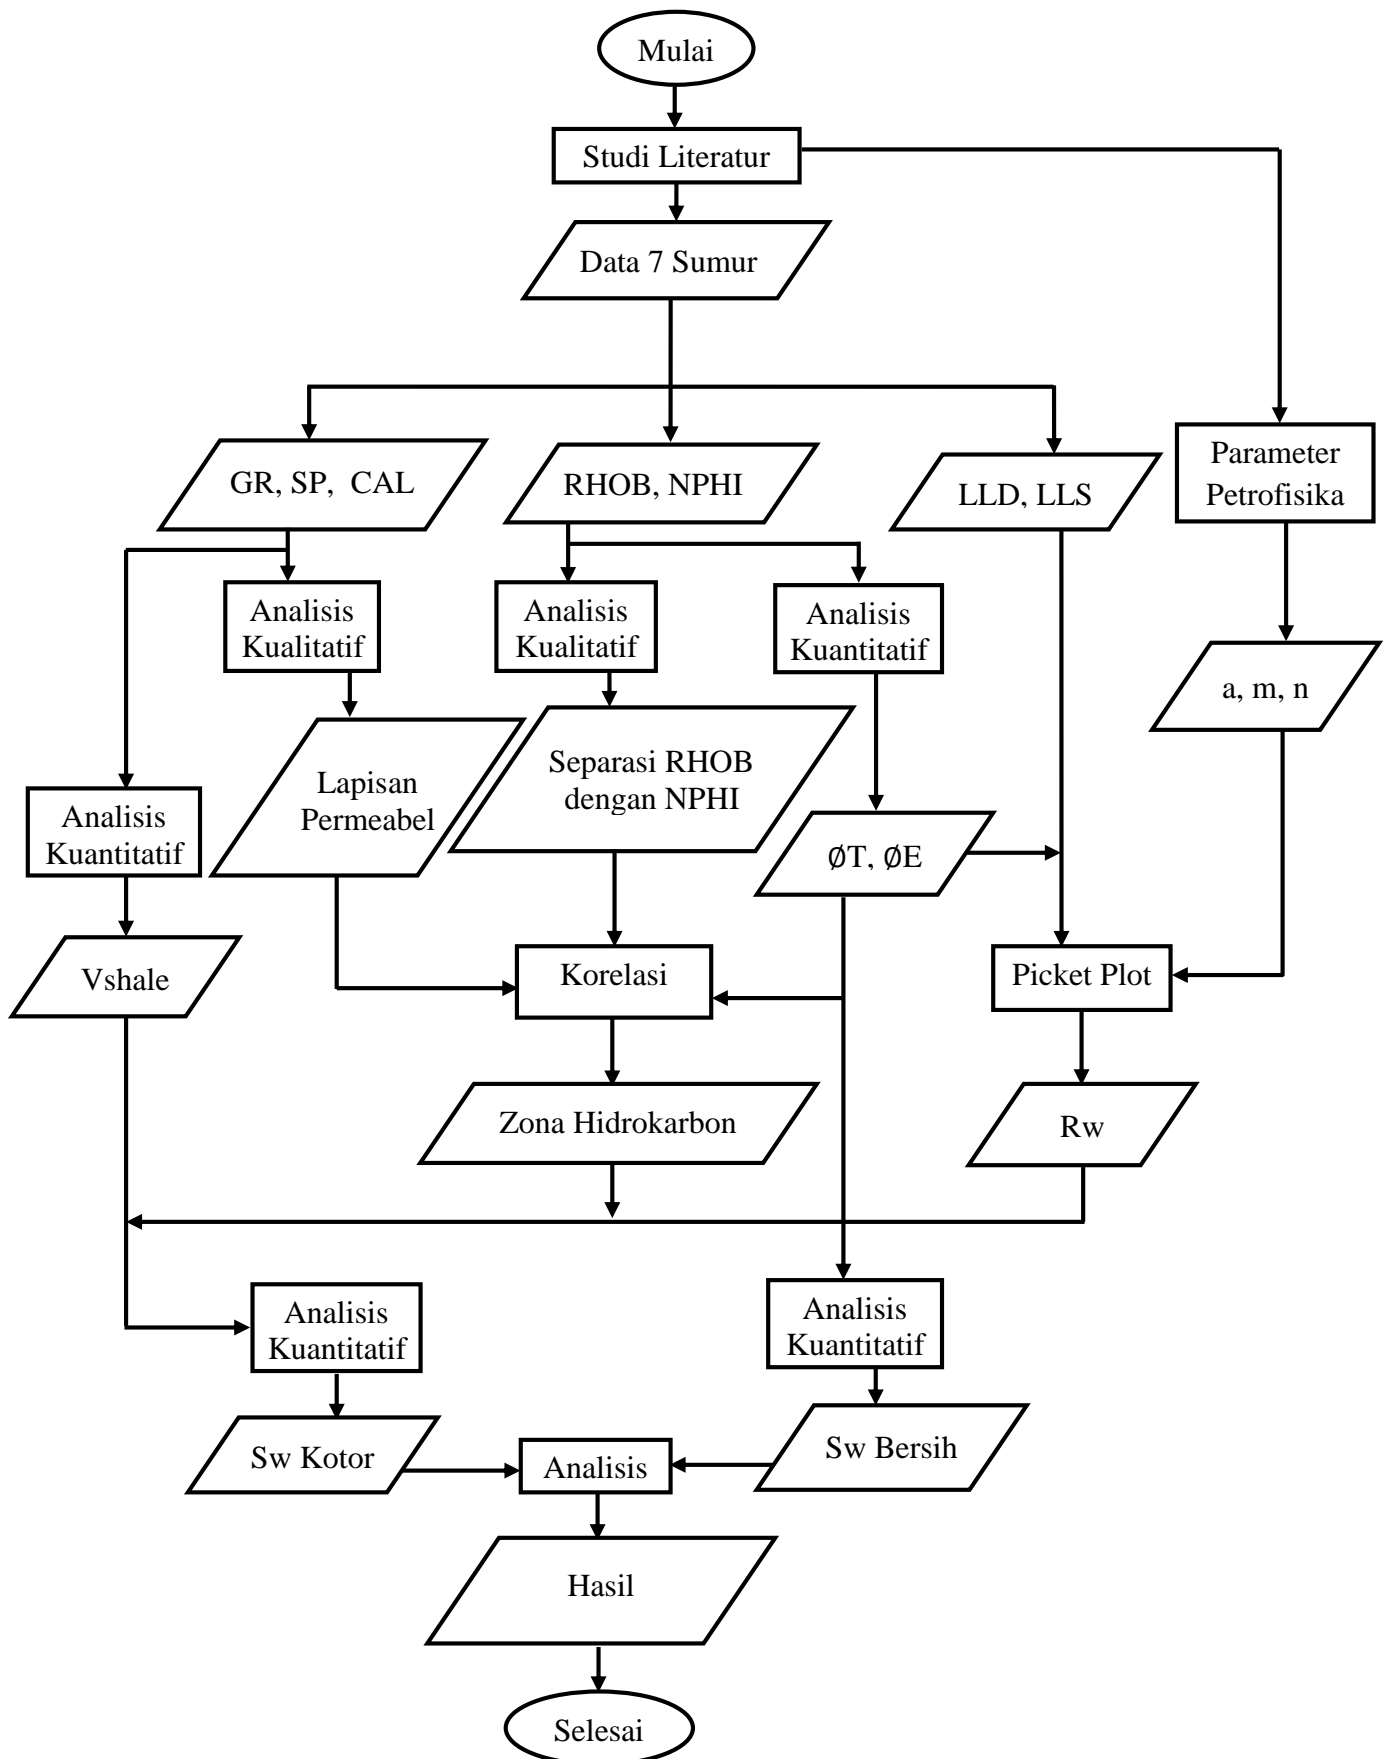 Mulai
Studi Literatur
Data 7 Sumur
GR, SP, CAL
RHOB, NPHI
LLD, LLS
Parameter
Petrofisika
Analisis
Kualitatif
Analisis
Kualitatif
Analisis
Kuantitatif
a, m, n
Analisis
Kuantitatif
Lapisan
Permeabel
Separasi RHOB
dengan NPHI
∅T, ∅E
Vshale
Korelasi
Picket Plot
Zona Hidrokarbon
Rw
Analisis
Kuantitatif
Analisis
Kuantitatif
Sw Kotor
Analisis
Sw Bersih
Hasil
Selesai